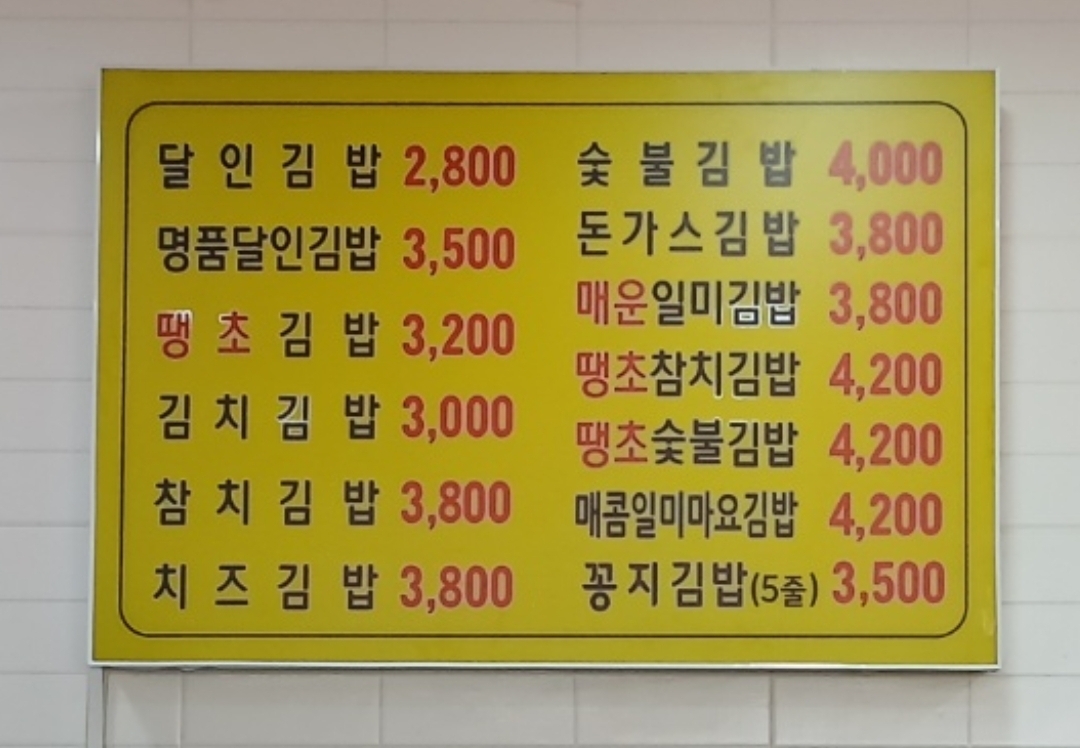 달인김밥 2,800
명품달인김밥 3,500
땡초김밥 3,200
김치김밥 3,000
참치김밥 3,800
치즈김밥 3,800
숯불김밥 4,000
돈가스김밥 3,800
매운일미김밥 3,800
땡초참치김밥 4,200
땡초숯불김밥 4,200
매콤일미마요김밥 4,200
꽁지김밥(5줄) 3,500